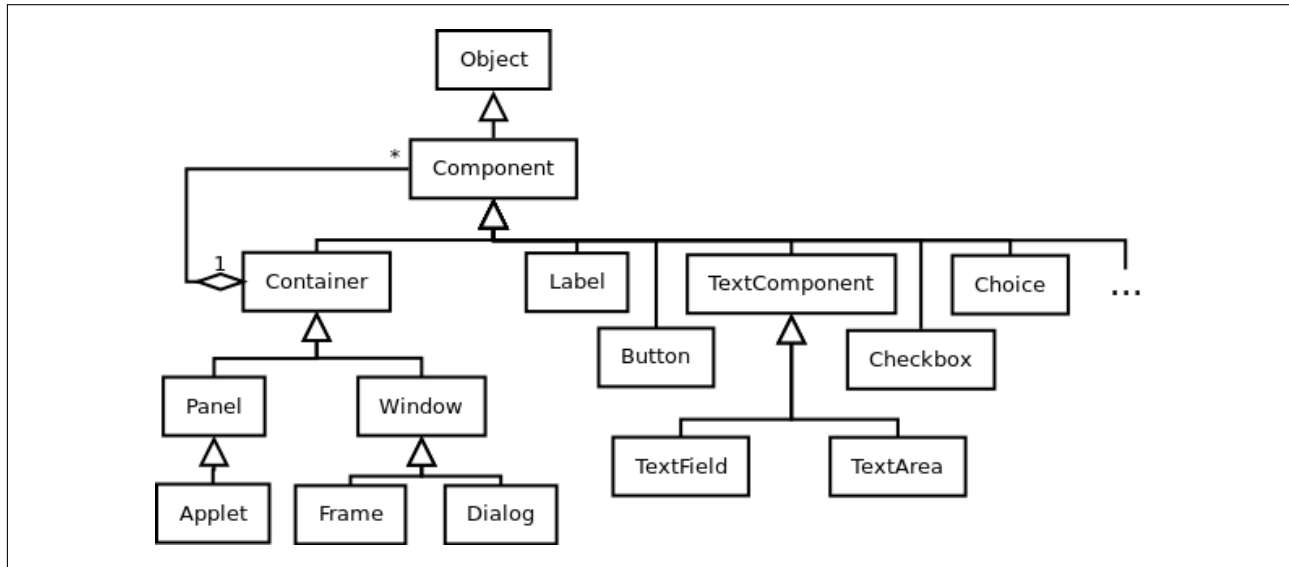 Object
*
Component
1
Container
Label
TextComponent
Choice
...
Button
Checkbox
Panel
Window
TextField
TextArea
Applet
Frame
Dialog